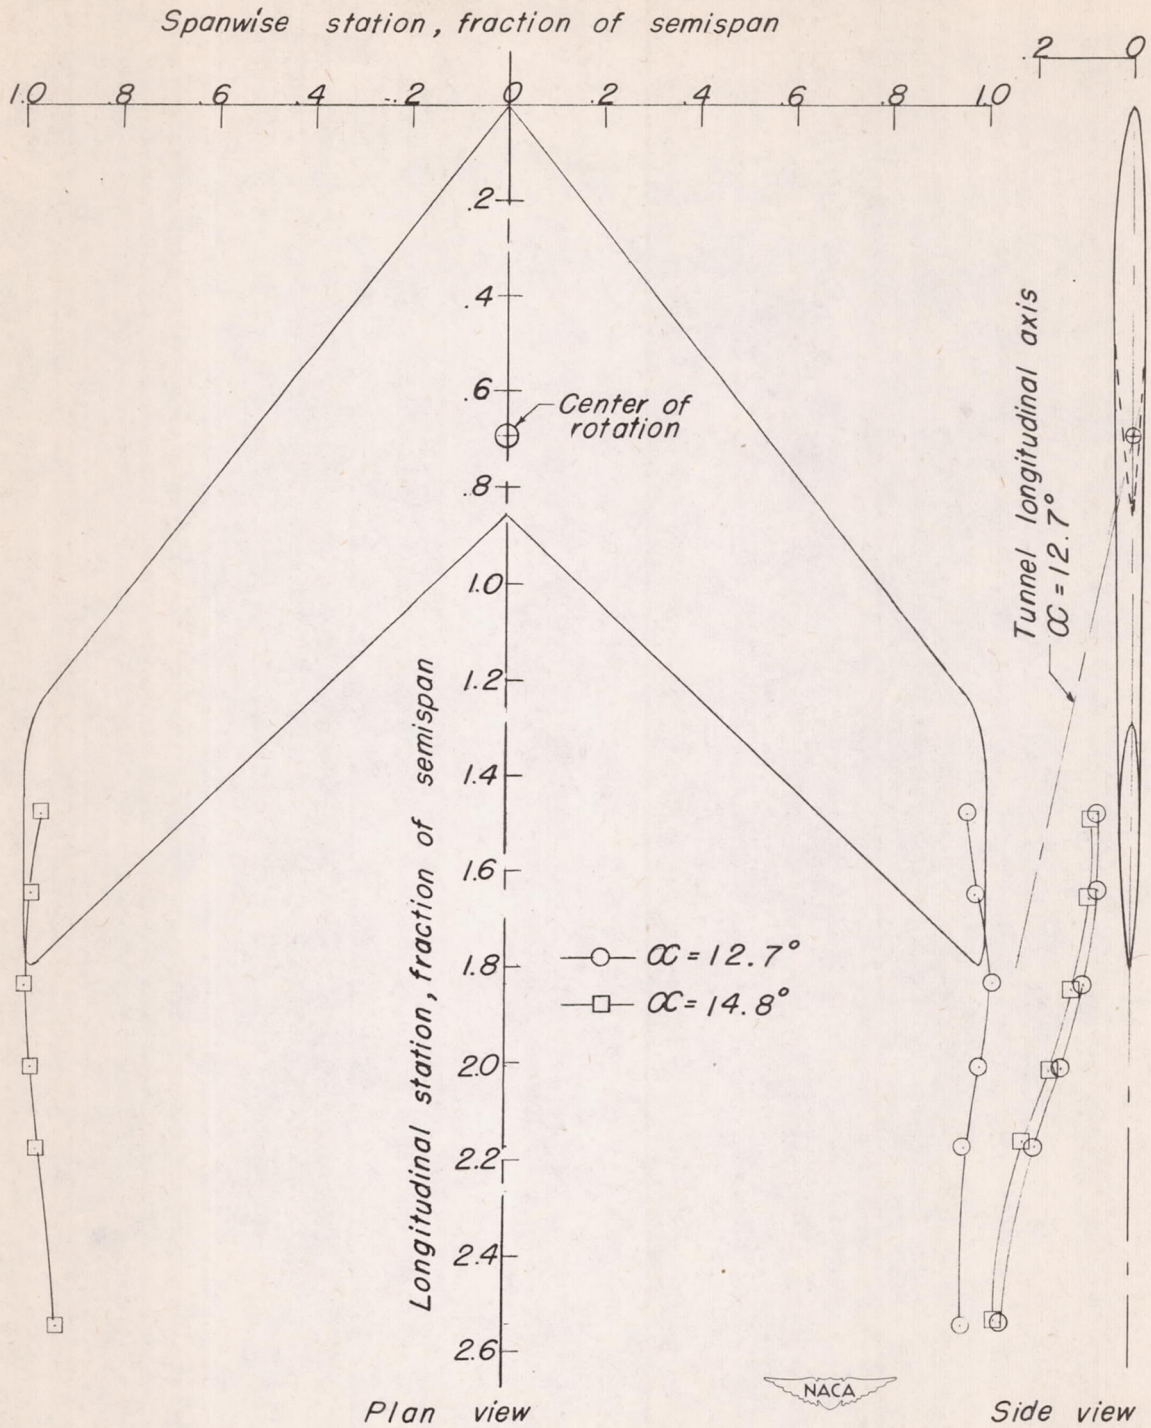 Spanwise station, fraction of semispan
.2 0
1.0 .8 .6 .4 .2 0 .2 .4 .6 .8 1.0
.2
.4
.6
Center of
rotation
.8
1.0
1.2
1.4
1.6
1.8
2.0
2.2
2.4
2.6
Longitudinal station, fraction of semispan
Tunnel longitudinal axis
α = 12.7°
α = 12.7°
α = 14.8°
NACA
Plan view
Side view